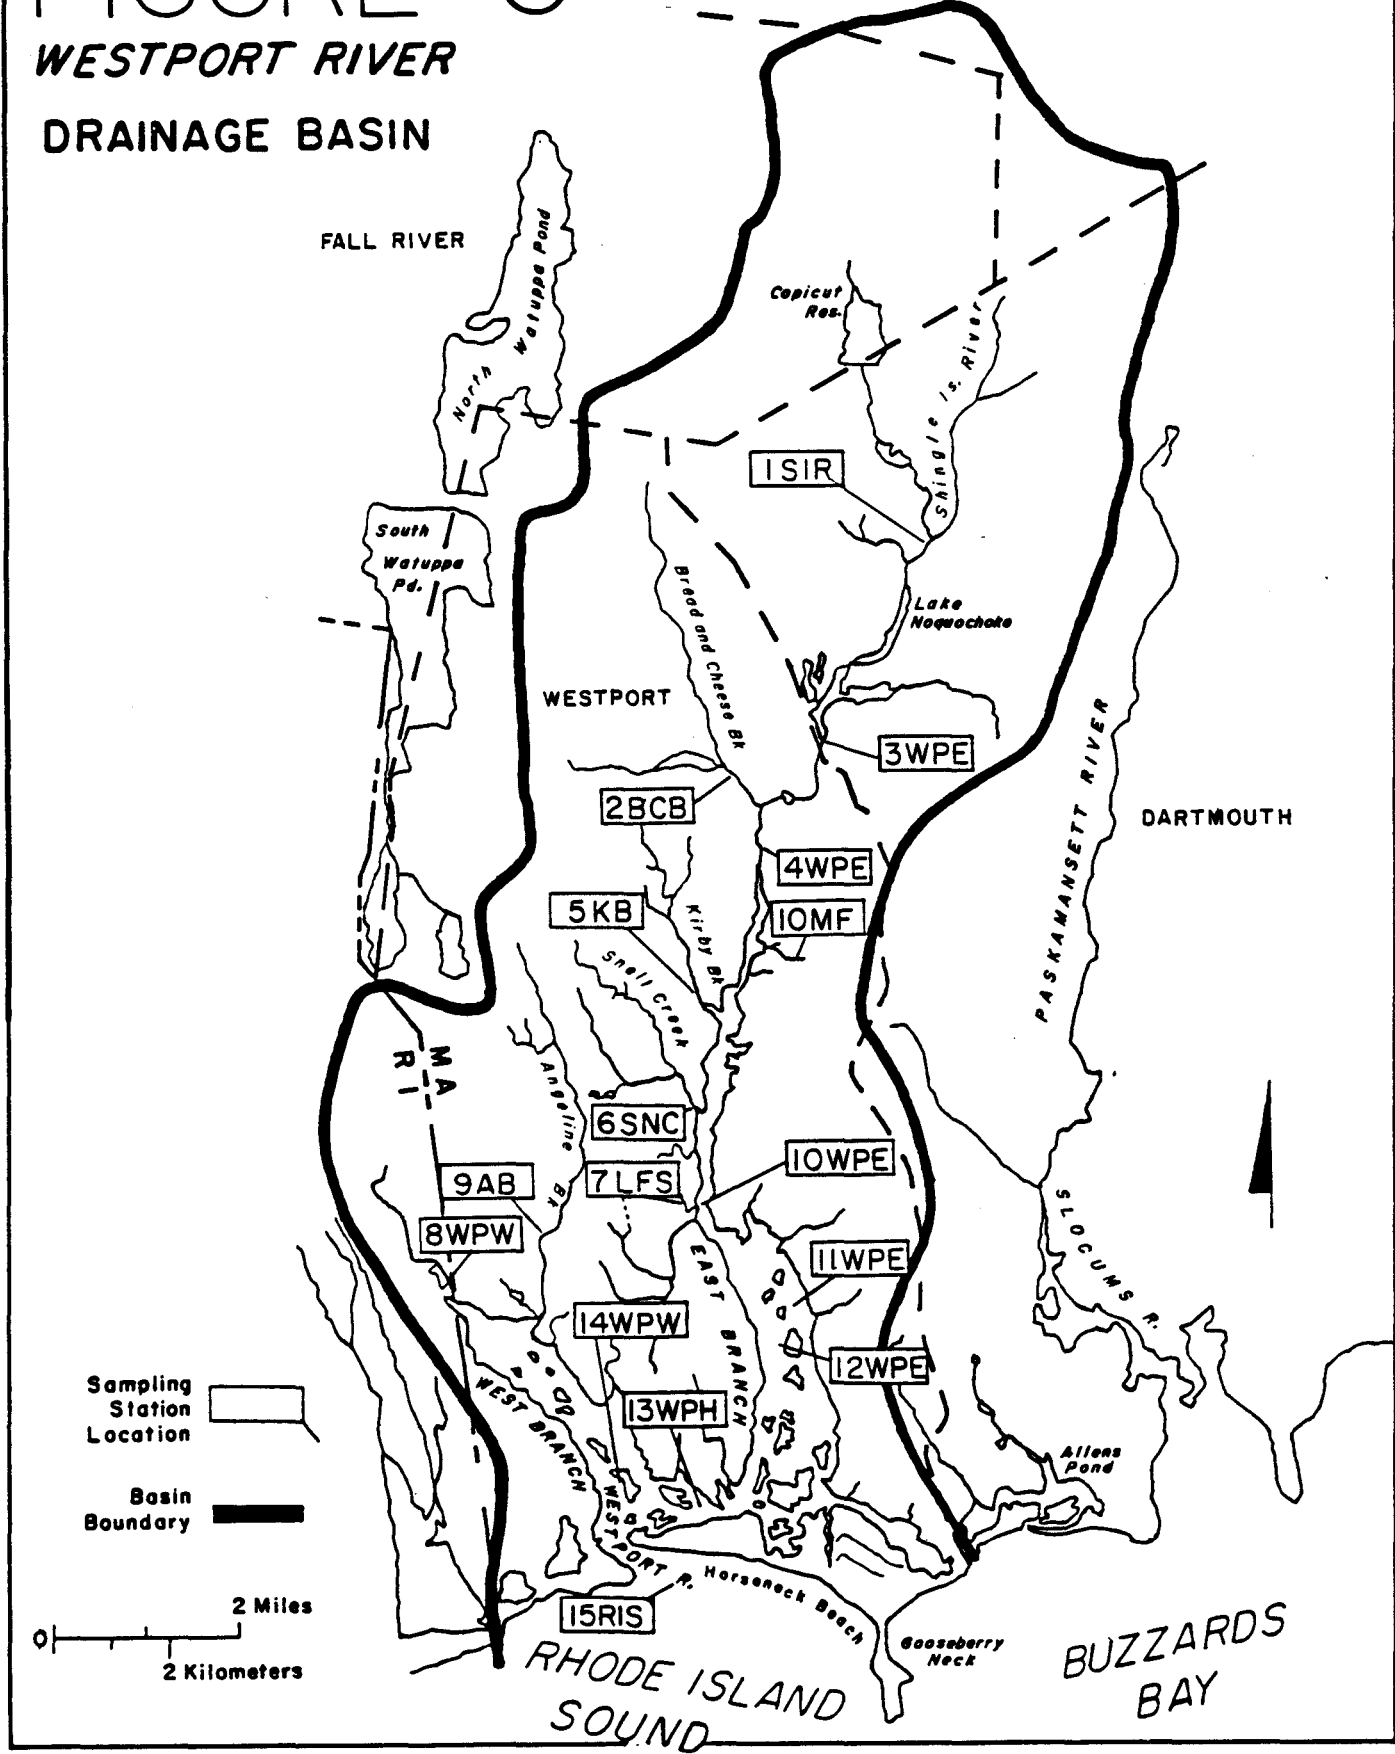 FIGURE
WESTPORT RIVER
DRAINAGE BASIN
FALL RIVER
North Watuppa Pond
Copicut
Res.
Shingle Is. River
1SIR
South
Watuppa
Pd.
Bread and Cheese Bk
Lake
Noquochoke
WESTPORT
3WPE
2BCB
PASKAMANSETT RIVER
DARTMOUTH
4WPE
5KB
10MF
Kirby Bk
Snell Creek
MA
RI
Angeline Bk
6SNC
10WPE
9AB
7LFS
8WPW
SLOCUMS R.
EAST BRANCH
11WPE
14WPW
12WPE
WEST BRANCH
13WPH
Sampling
Station
Location
Allens
Pond
Basin
Boundary
WESTPORT R.
Horseneck Beach
15RIS
2 Miles
0
2 Kilometers
Gooseberry
Neck
RHODE ISLAND
SOUND
BUZZARDS
BAY